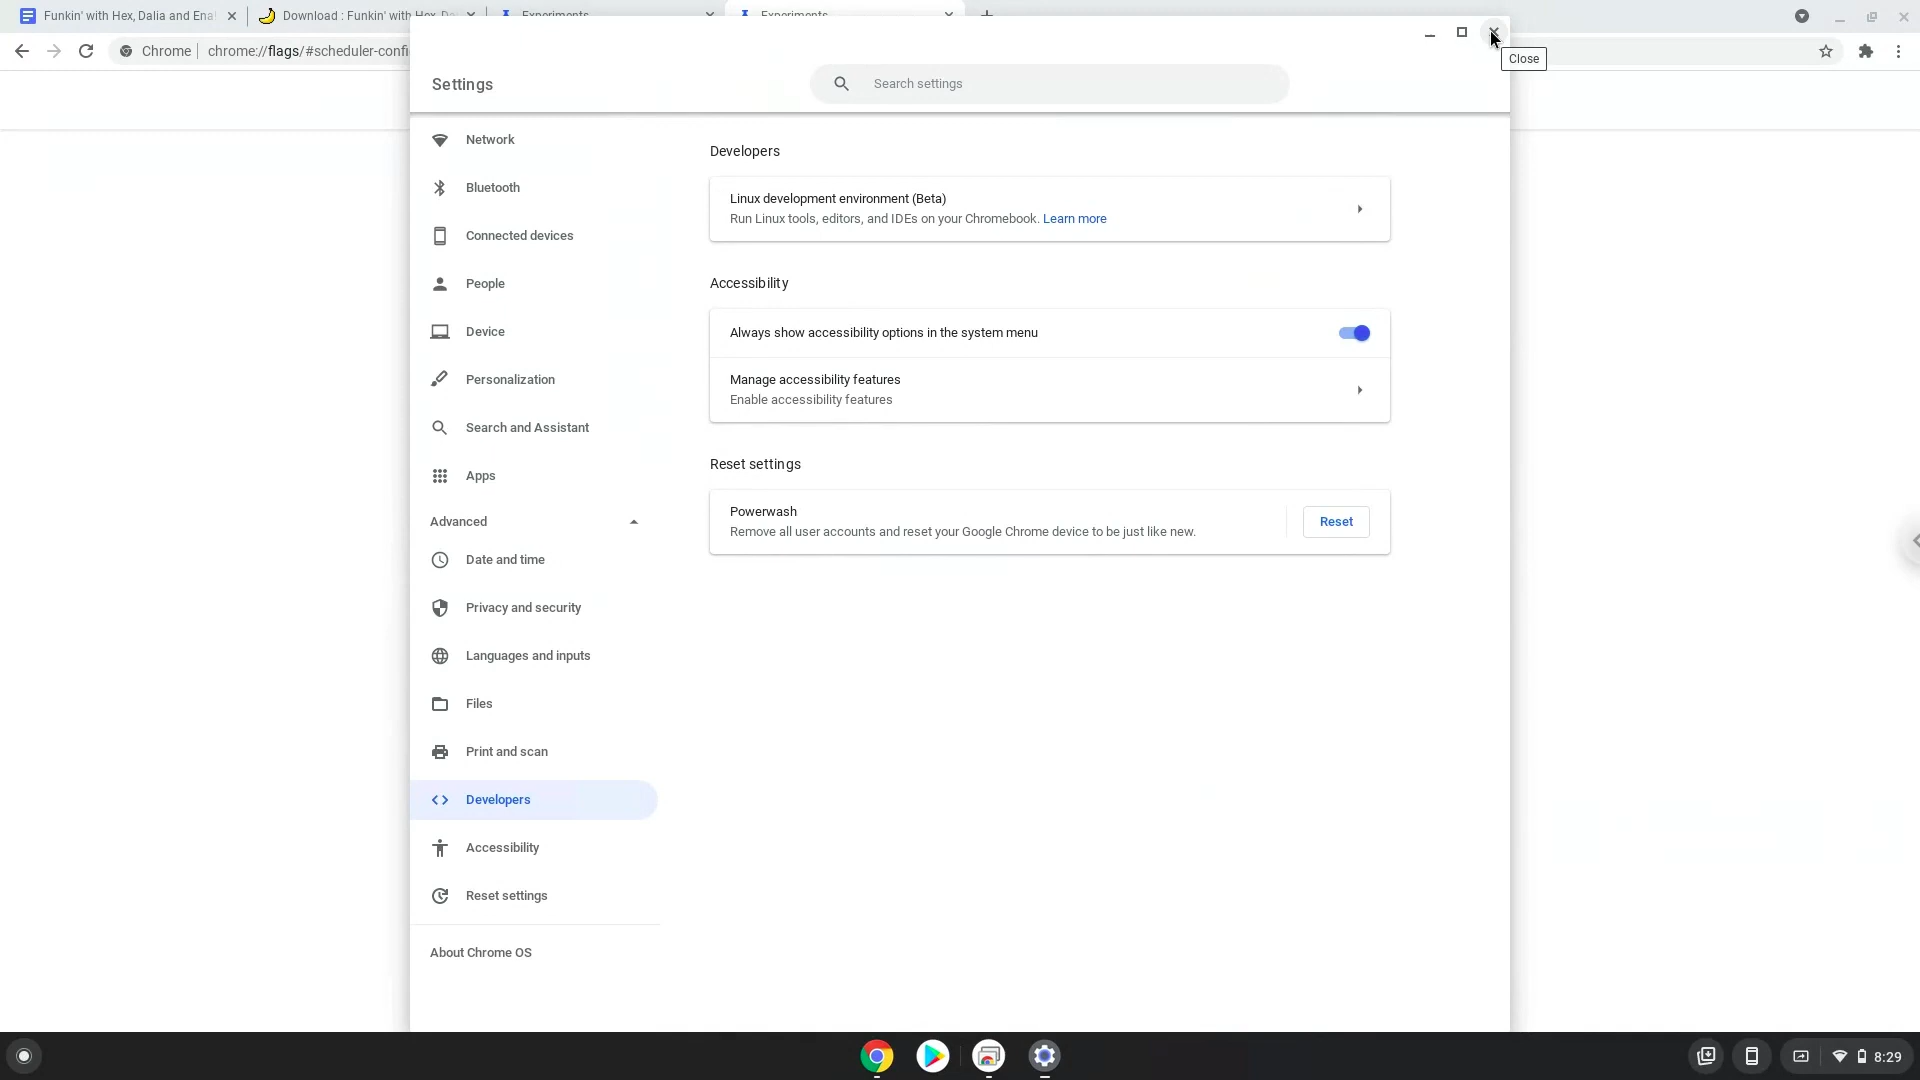 Funkin' with Hex, Dalia and Ena
Download : Funkin' with Hex, Da
Experiments
Experiments
Chrome
chrome://flags/#scheduler-confi
Close
Settings
Search settings
Network
Bluetooth
Connected devices
People
Device
Personalization
Search and Assistant
Apps
Advanced
Date and time
Privacy and security
Languages and inputs
Files
Print and scan
Developers
Accessibility
Reset settings
About Chrome OS
Developers
Linux development environment (Beta)
Run Linux tools, editors, and IDEs on your Chromebook. Learn more
Accessibility
Always show accessibility options in the system menu
Manage accessibility features
Enable accessibility features
Reset settings
Powerwash
Remove all user accounts and reset your Google Chrome device to be just like new.
Reset
8:29